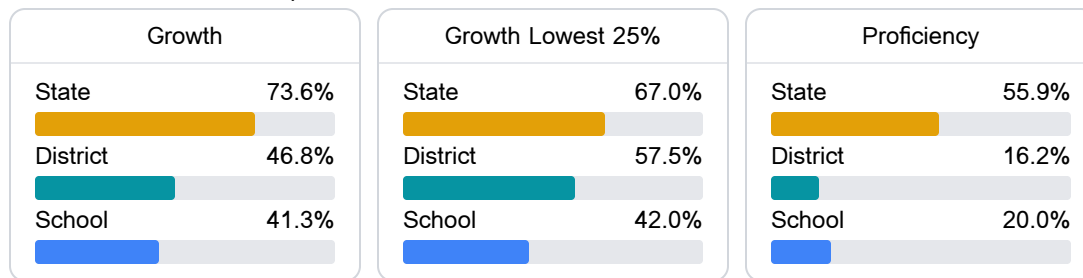 Growth
State 73.6%
District 46.8%
School 41.3%
Growth Lowest 25%
State 67.0%
District 57.5%
School 42.0%
Proficiency
State 55.9%
District 16.2%
School 20.0%